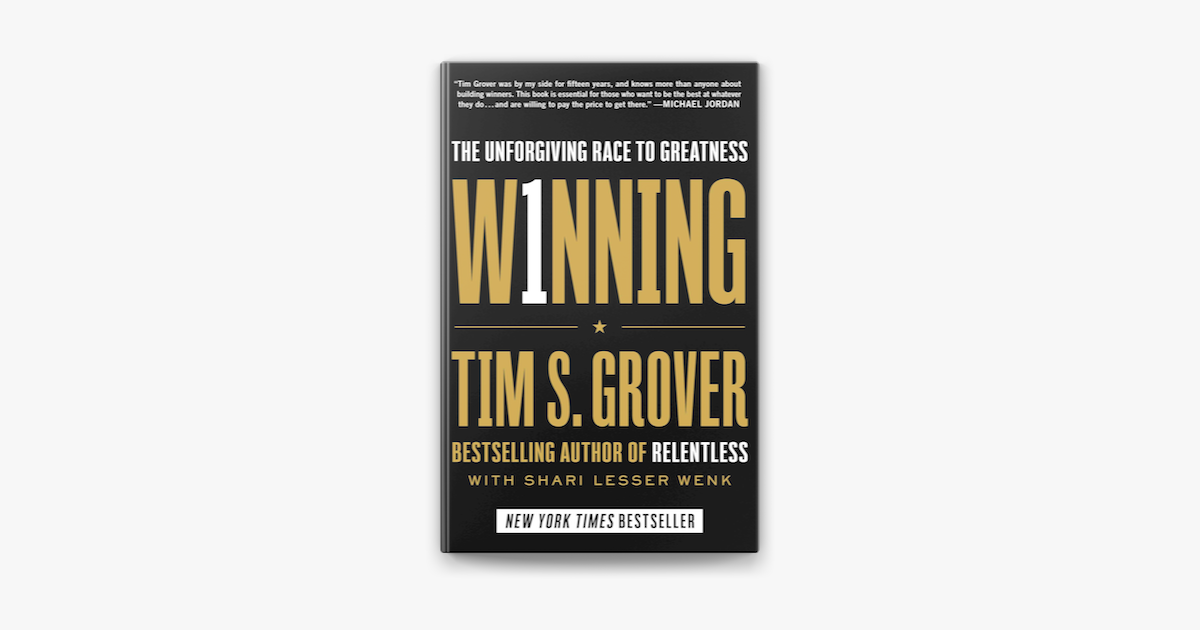 “Tim Grover was by my side for fifteen years, and knows more than anyone about
building winners. This book is essential for those who want to be the best at whatever
they do...and are willing to pay the price to get there.” —MICHAEL JORDAN
THE UNFORGIVING RACE TO GREATNESS
W1NNING
TIM S. GROVER
BESTSELLING AUTHOR OF RELENTLESS
WITH SHARI LESSER WENK
NEW YORK TIMES BESTSELLER